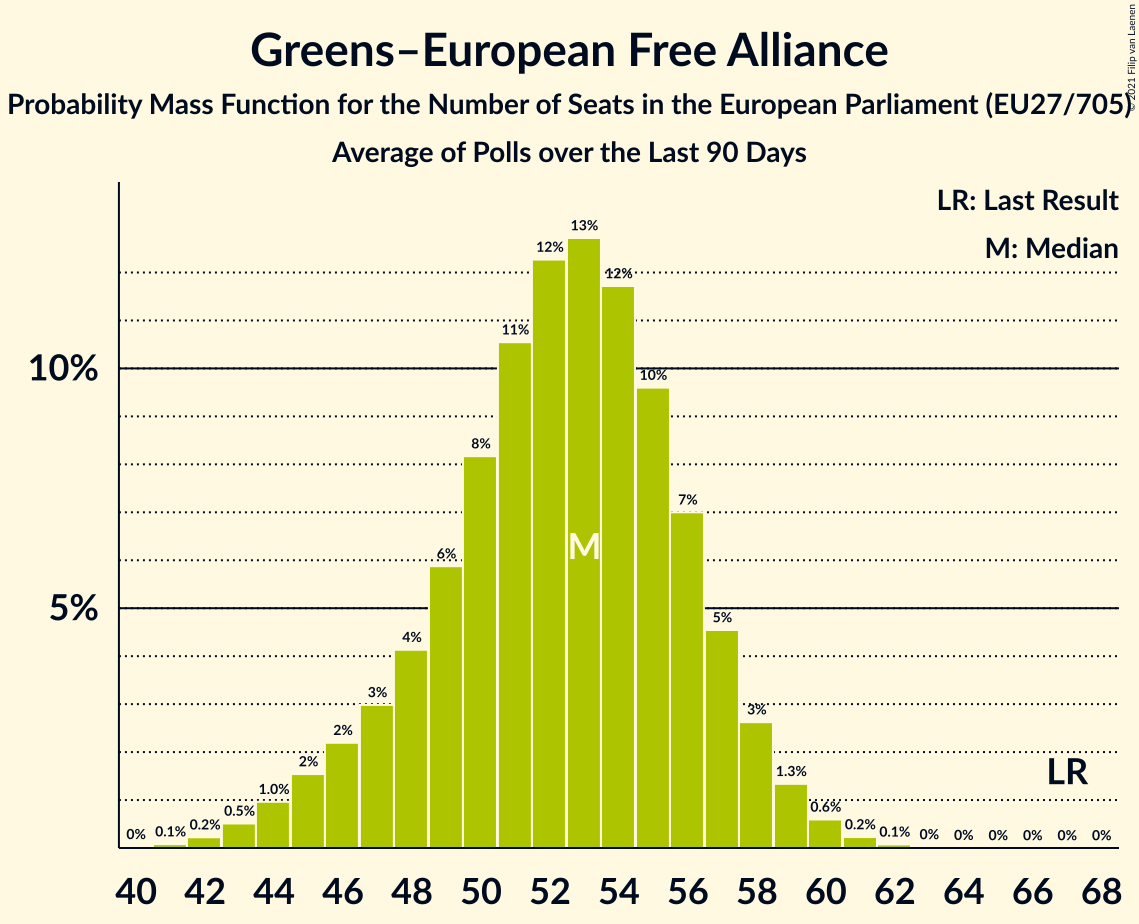 Greens–European Free Alliance
Probability Mass Function for the Number of Seats in the European Parliament (EU27/705)
Average of Polls over the Last 90 Days
© 2021 Filip van Laenen
LR: Last Result
M: Median
10%
5%
0% 0.1% 0.2% 0.5% 1.0% 2% 2% 3% 4% 6% 8% 11% 12% 13% 12% 10% 7% 5% 3% 1.3% 0.6% 0.2% 0.1% 0% 0% 0% 0% 0% 0%
M
LR
40 42 44 46 48 50 52 54 56 58 60 62 64 66 68